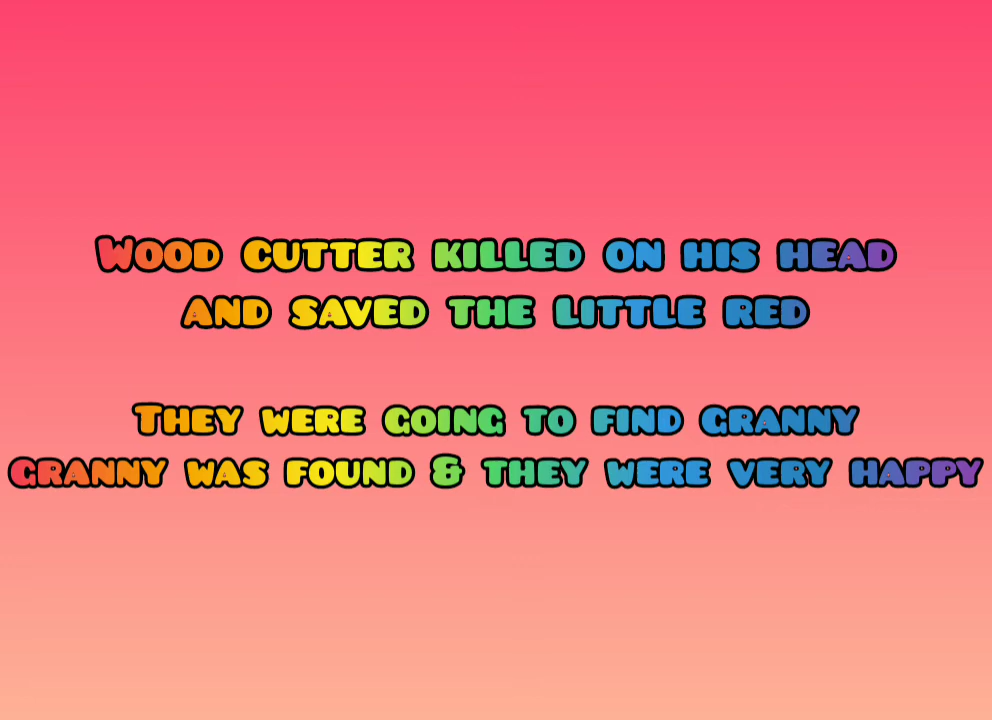 Wood Cutter killed on his head
and saved the Little Red
They were going to find Granny
Granny was found & they were very happy